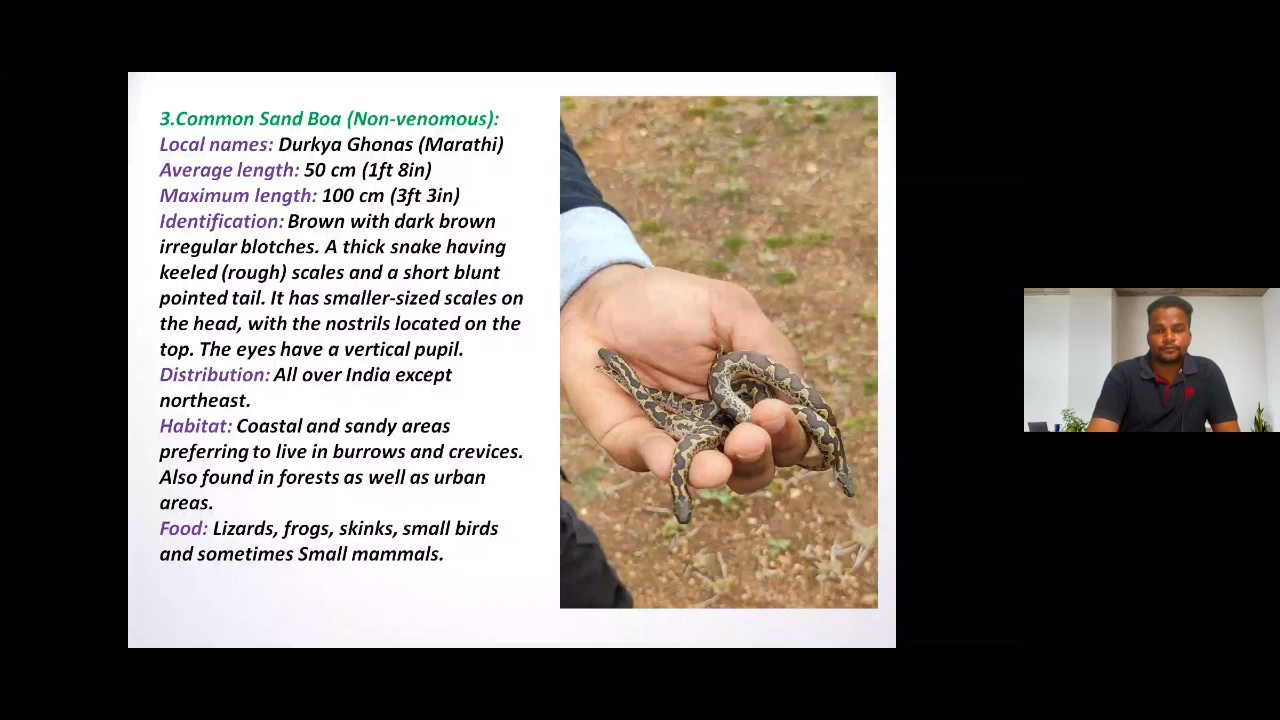 3.Common Sand Boa (Non-venomous):
Local names: Durkya Ghonas (Marathi)
Average length: 50 cm (1ft 8in)
Maximum length: 100 cm (3ft 3in)
Identification: Brown with dark brown
irregular blotches. A thick snake having
keeled (rough) scales and a short blunt
pointed tail. It has smaller-sized scales on
the head, with the nostrils located on the
top. The eyes have a vertical pupil.
Distribution: All over India except
northeast.
Habitat: Coastal and sandy areas
preferring to live in burrows and crevices.
Also found in forests as well as urban
areas.
Food: Lizards, frogs, skinks, small birds
and sometimes Small mammals.